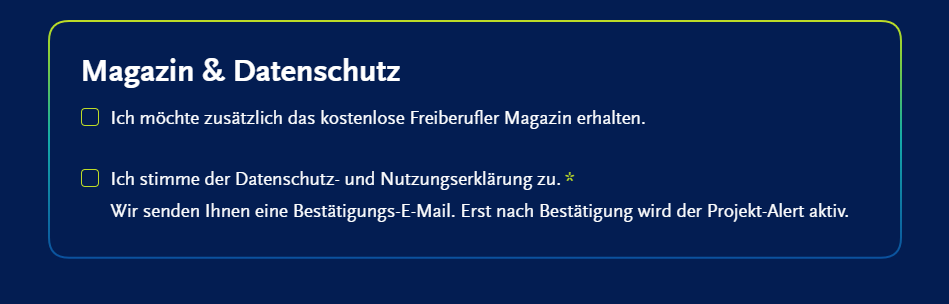 Magazin & Datenschutz
Ich möchte zusätzlich das kostenlose Freiberufler Magazin erhalten.
Ich stimme der Datenschutz- und Nutzungserklärung zu. *
Wir senden Ihnen eine Bestätigungs-E-Mail. Erst nach Bestätigung wird der Projekt-Alert aktiv.